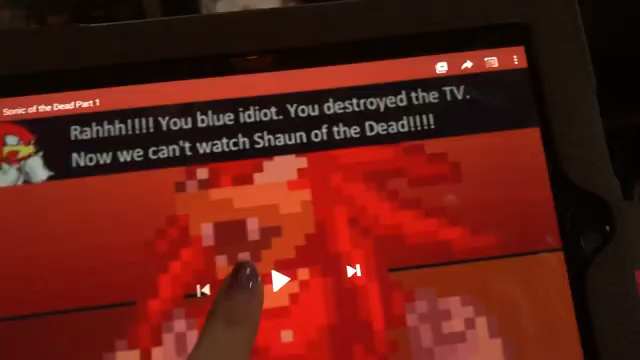 Sonic of the Dead Part 1
Rahhh!!!! You blue idiot. You destroyed the TV.
Now we can't watch Shaun of the Dead!!!!